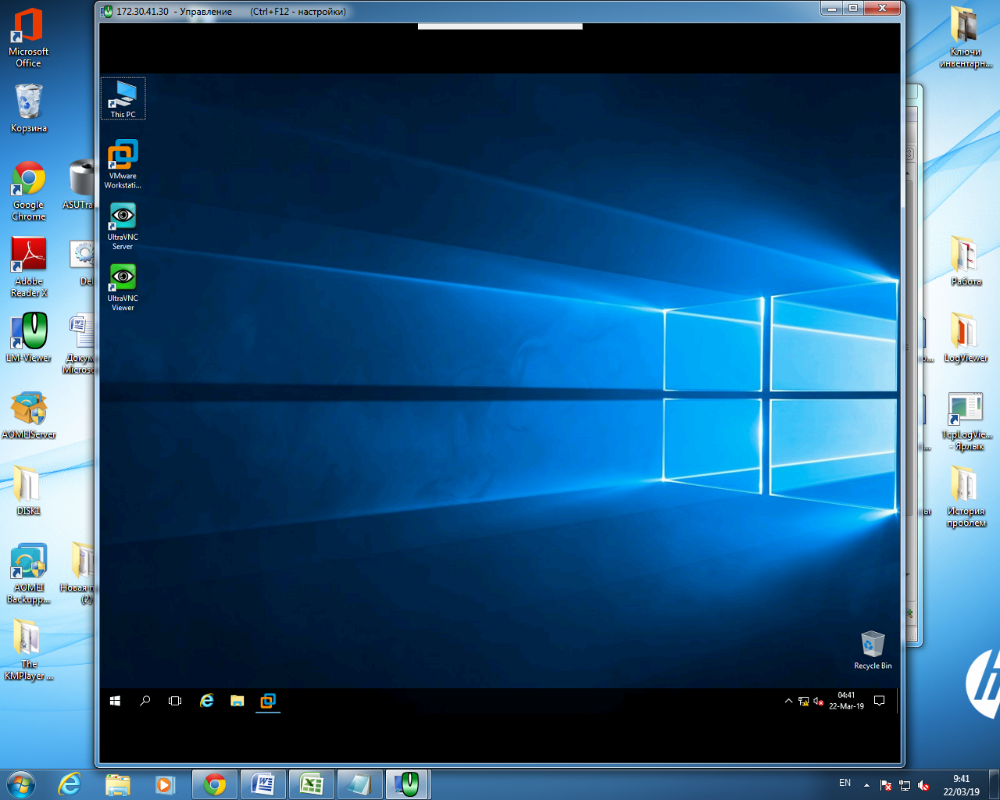 172.30.41.30 - Управление (Ctrl+F12 - настройки)
Microsoft
Office
Корзина
Google
Chrome
ASUTra
Adobe
Reader X
Del
LM-Viewer
Докум
Microso
AOMEIServer
DISK1
AOMEI
Backupp...
Новая п
(2)
The
KMPlayer ...
This PC
VMware
Workstati...
UltraVNC
Server
UltraVNC
Viewer
Recycle Bin
04:41
22-Mar-19
Ключи
инвентарн...
Работа
LogViewer
TcpLogVie...
- Ярлык
История
проблем
EN
9:41
22/03/19